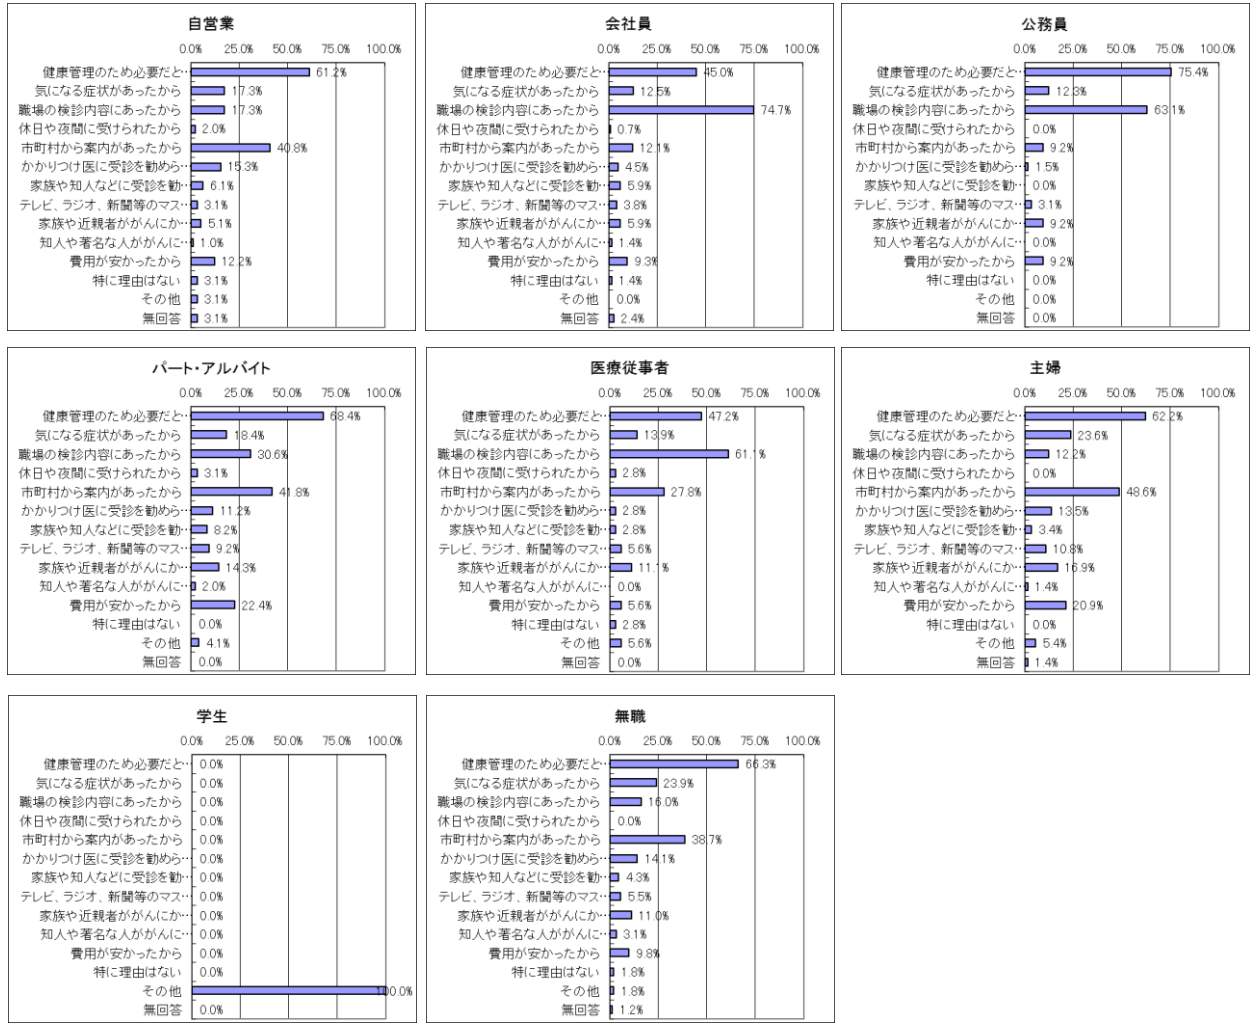 自営業
0.0% 25.0% 50.0% 75.0% 100.0%
健康管理のため必要だと… 61.2%
気になる症状があったから 17.3%
職場の検診内容にあったから 17.3%
休日や夜間に受けられたから 2.0%
市町村から案内があったから 40.8%
かかりつけ医に受診を勧めら… 15.3%
家族や知人などに受診を勧… 6.1%
テレビ、ラジオ、新聞等のマス… 3.1%
家族や近親者ががんにか… 5.1%
知人や著名な人ががんに… 1.0%
費用が安かったから 12.2%
特に理由はない 3.1%
その他 3.1%
無回答 3.1%
会社員
0.0% 25.0% 50.0% 75.0% 100.0%
健康管理のため必要だと… 45.0%
気になる症状があったから 12.5%
職場の検診内容にあったから 74.7%
休日や夜間に受けられたから 0.7%
市町村から案内があったから 12.1%
かかりつけ医に受診を勧めら… 4.5%
家族や知人などに受診を勧… 5.9%
テレビ、ラジオ、新聞等のマス… 3.8%
家族や近親者ががんにか… 5.9%
知人や著名な人ががんに… 1.4%
費用が安かったから 9.3%
特に理由はない 1.4%
その他 0.0%
無回答 2.4%
公務員
0.0% 25.0% 50.0% 75.0% 100.0%
健康管理のため必要だと… 75.4%
気になる症状があったから 12.3%
職場の検診内容にあったから 63.1%
休日や夜間に受けられたから 0.0%
市町村から案内があったから 9.2%
かかりつけ医に受診を勧めら… 1.5%
家族や知人などに受診を勧… 0.0%
テレビ、ラジオ、新聞等のマス… 3.1%
家族や近親者ががんにか… 9.2%
知人や著名な人ががんに… 0.0%
費用が安かったから 9.2%
特に理由はない 0.0%
その他 0.0%
無回答 0.0%
パート・アルバイト
0.0% 25.0% 50.0% 75.0% 100.0%
健康管理のため必要だと… 68.4%
気になる症状があったから 18.4%
職場の検診内容にあったから 30.6%
休日や夜間に受けられたから 3.1%
市町村から案内があったから 41.8%
かかりつけ医に受診を勧めら… 11.2%
家族や知人などに受診を勧… 8.2%
テレビ、ラジオ、新聞等のマス… 9.2%
家族や近親者ががんにか… 14.3%
知人や著名な人ががんに… 2.0%
費用が安かったから 22.4%
特に理由はない 0.0%
その他 4.1%
無回答 0.0%
医療従事者
0.0% 25.0% 50.0% 75.0% 100.0%
健康管理のため必要だと… 47.2%
気になる症状があったから 13.9%
職場の検診内容にあったから 61.1%
休日や夜間に受けられたから 2.8%
市町村から案内があったから 27.8%
かかりつけ医に受診を勧めら… 2.8%
家族や知人などに受診を勧… 2.8%
テレビ、ラジオ、新聞等のマス… 5.6%
家族や近親者ががんにか… 11.1%
知人や著名な人ががんに… 0.0%
費用が安かったから 5.6%
特に理由はない 2.8%
その他 5.6%
無回答 0.0%
主婦
0.0% 25.0% 50.0% 75.0% 100.0%
健康管理のため必要だと… 62.2%
気になる症状があったから 23.6%
職場の検診内容にあったから 12.2%
休日や夜間に受けられたから 0.0%
市町村から案内があったから 48.6%
かかりつけ医に受診を勧めら… 13.5%
家族や知人などに受診を勧… 3.4%
テレビ、ラジオ、新聞等のマス… 10.8%
家族や近親者ががんにか… 16.9%
知人や著名な人ががんに… 1.4%
費用が安かったから 20.9%
特に理由はない 0.0%
その他 5.4%
無回答 1.4%
学生
0.0% 25.0% 50.0% 75.0% 100.0%
健康管理のため必要だと… 0.0%
気になる症状があったから 0.0%
職場の検診内容にあったから 0.0%
休日や夜間に受けられたから 0.0%
市町村から案内があったから 0.0%
かかりつけ医に受診を勧めら… 0.0%
家族や知人などに受診を勧… 0.0%
テレビ、ラジオ、新聞等のマス… 0.0%
家族や近親者ががんにか… 0.0%
知人や著名な人ががんに… 0.0%
費用が安かったから 0.0%
特に理由はない 0.0%
その他 100.0%
無回答 0.0%
無職
0.0% 25.0% 50.0% 75.0% 100.0%
健康管理のため必要だと… 66.3%
気になる症状があったから 23.9%
職場の検診内容にあったから 16.0%
休日や夜間に受けられたから 0.0%
市町村から案内があったから 38.7%
かかりつけ医に受診を勧めら… 14.1%
家族や知人などに受診を勧… 4.3%
テレビ、ラジオ、新聞等のマス… 5.5%
家族や近親者ががんにか… 11.0%
知人や著名な人ががんに… 3.1%
費用が安かったから 9.8%
特に理由はない 1.8%
その他 1.8%
無回答 1.2%